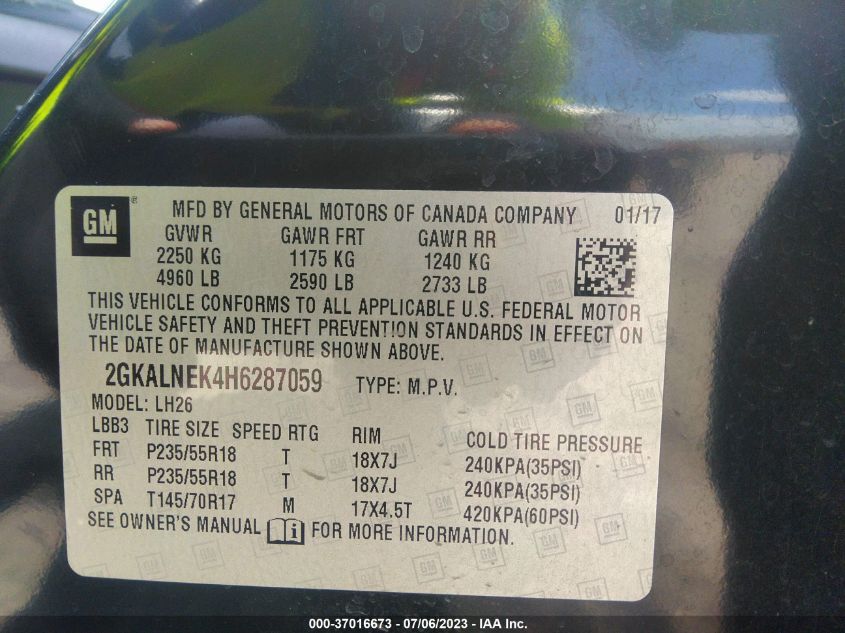 GM MFD BY GENERAL MOTORS OF CANADA COMPANY 01/17
GVWR GAWR FRT GAWR RR
2250 KG 1175 KG 1240 KG
4960 LB 2590 LB 2733 LB
THIS VEHICLE CONFORMS TO ALL APPLICABLE U.S. FEDERAL MOTOR
VEHICLE SAFETY AND THEFT PREVENTION STANDARDS IN EFFECT ON
THE DATE OF MANUFACTURE SHOWN ABOVE.
2GKALNEK4H6287059 TYPE: M.P.V.
MODEL: LH26
LBB3 TIRE SIZE SPEED RTG RIM COLD TIRE PRESSURE
FRT P235/55R18 T 18X7J 240KPA(35PSI)
RR P235/55R18 T 18X7J 240KPA(35PSI)
SPA T145/70R17 M 17X4.5T 420KPA(60PSI)
SEE OWNER'S MANUAL i FOR MORE INFORMATION.
000-37016673 - 07/06/2023 - IAA Inc.